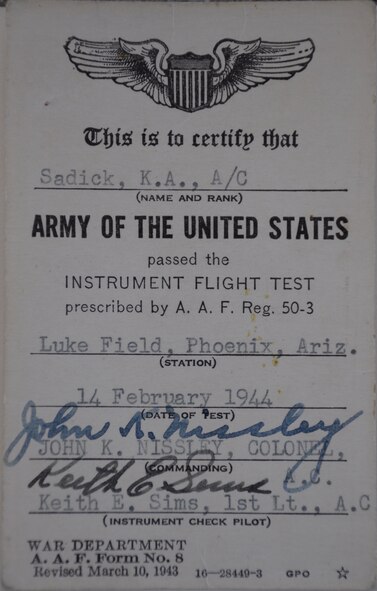 This is to certify that
Sadick, K.A., A/C
(NAME AND RANK)
ARMY OF THE UNITED STATES
passed the
INSTRUMENT FLIGHT TEST
prescribed by A. A. F. Reg. 50-3
Luke Field, Phoenix, Ariz.
(STATION)
14 February 1944
(DATE OF TEST)
John K. Nissley
JOHN K. NISSLEY, COLONEL,
(COMMANDING) A.C.
Keith E Sims
Keith E. Sims, 1st Lt., A.C
(INSTRUMENT CHECK PILOT)
WAR DEPARTMENT
A. A. F. Form No. 8
Revised March 10, 1943 16—28449-3 GPO